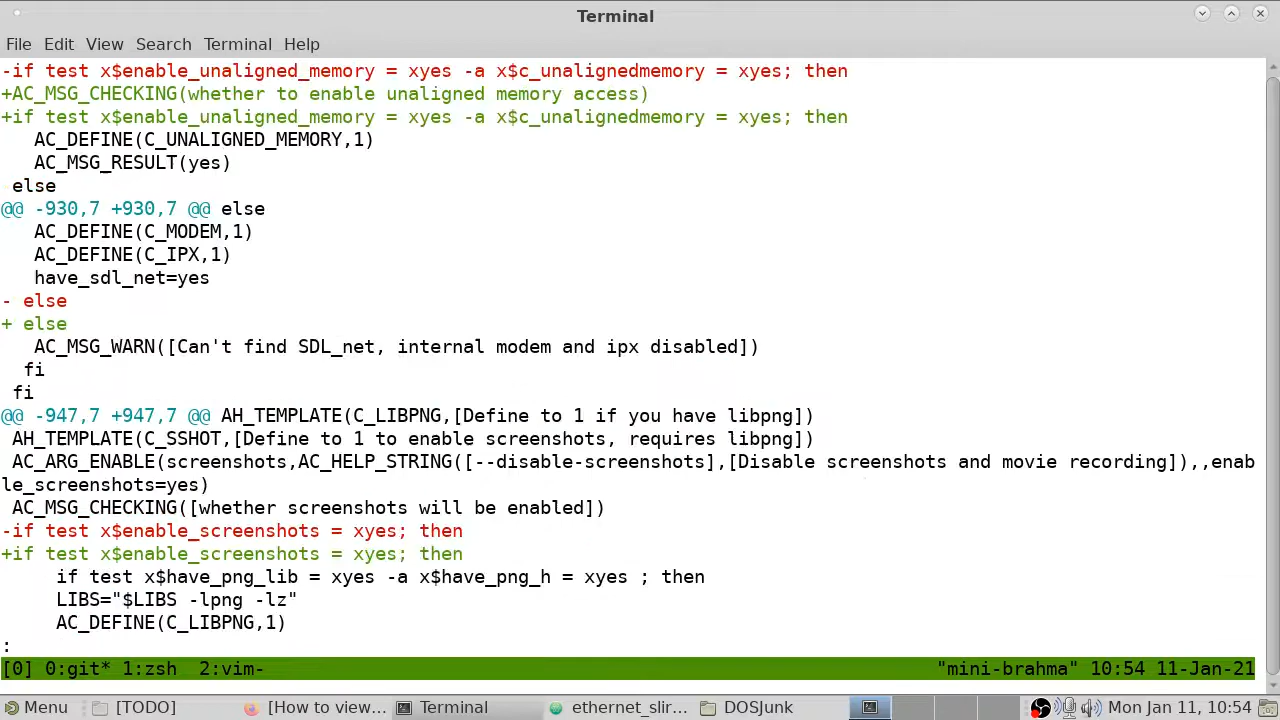 Terminal
File Edit View Search Terminal Help
-if test x$enable_unaligned_memory = xyes -a x$c_unalignedmemory = xyes; then
+AC_MSG_CHECKING(whether to enable unaligned memory access)
+if test x$enable_unaligned_memory = xyes -a x$c_unalignedmemory = xyes; then
   AC_DEFINE(C_UNALIGNED_MEMORY,1)
   AC_MSG_RESULT(yes)
 else
@@ -930,7 +930,7 @@ else
   AC_DEFINE(C_MODEM,1)
   AC_DEFINE(C_IPX,1)
   have_sdl_net=yes
- else
+ else
   AC_MSG_WARN([Can't find SDL_net, internal modem and ipx disabled])
  fi
 fi
@@ -947,7 +947,7 @@ AH_TEMPLATE(C_LIBPNG,[Define to 1 if you have libpng])
 AH_TEMPLATE(C_SSHOT,[Define to 1 to enable screenshots, requires libpng])
 AC_ARG_ENABLE(screenshots,AC_HELP_STRING([--disable-screenshots],[Disable screenshots and movie recording]),,enab
le_screenshots=yes)
 AC_MSG_CHECKING([whether screenshots will be enabled])
-if test x$enable_screenshots = xyes; then
+if test x$enable_screenshots = xyes; then
     if test x$have_png_lib = xyes -a x$have_png_h = xyes ; then
     LIBS="$LIBS -lpng -lz"
     AC_DEFINE(C_LIBPNG,1)
:
[0] 0:git* 1:zsh  2:vim- "mini-brahma" 10:54 11-Jan-21
Menu [TODO] [How to view... Terminal ethernet_slir... DOSJunk Mon Jan 11, 10:54